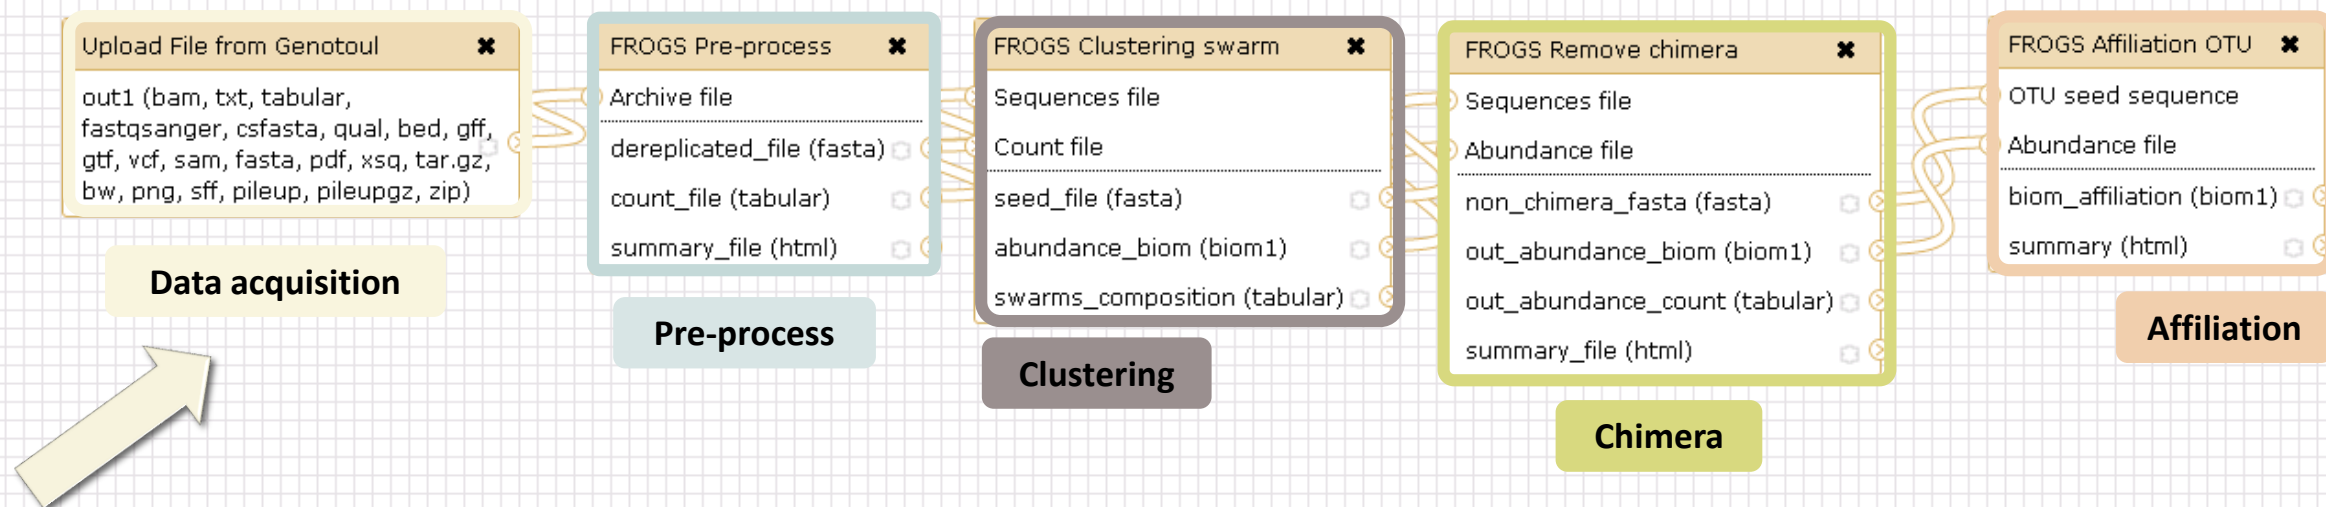 Upload File from Genotoul
out1 (bam, txt, tabular,
fastqsanger, csfasta, qual, bed, gff,
gtf, vcf, sam, fasta, pdf, xsq, tar.gz,
bw, png, sff, pileup, pileupgz, zip)
Data acquisition
FROGS Pre-process
Archive file
dereplicated_file (fasta)
count_file (tabular)
summary_file (html)
Pre-process
FROGS Clustering swarm
Sequences file
Count file
seed_file (fasta)
abundance_biom (biom1)
swarms_composition (tabular)
Clustering
FROGS Remove chimera
Sequences file
Abundance file
non_chimera_fasta (fasta)
out_abundance_biom (biom1)
out_abundance_count (tabular)
summary_file (html)
Chimera
FROGS Affiliation OTU
OTU seed sequence
Abundance file
biom_affiliation (biom1)
summary (html)
Affiliation